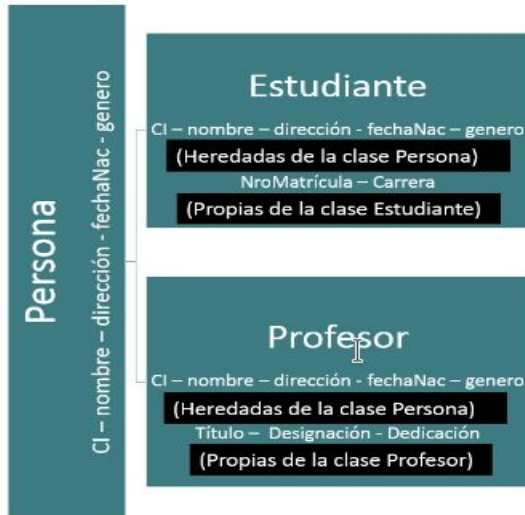 Persona
CI – nombre – dirección - fechaNac - genero
Estudiante
CI – nombre – dirección - fechaNac – genero
(Heredadas de la clase Persona)
NroMatrícula – Carrera
(Propias de la clase Estudiante)
Profesor
CI – nombre – dirección - fechaNac – genero
(Heredadas de la clase Persona)
Título – Designación - Dedicación
(Propias de la clase Profesor)